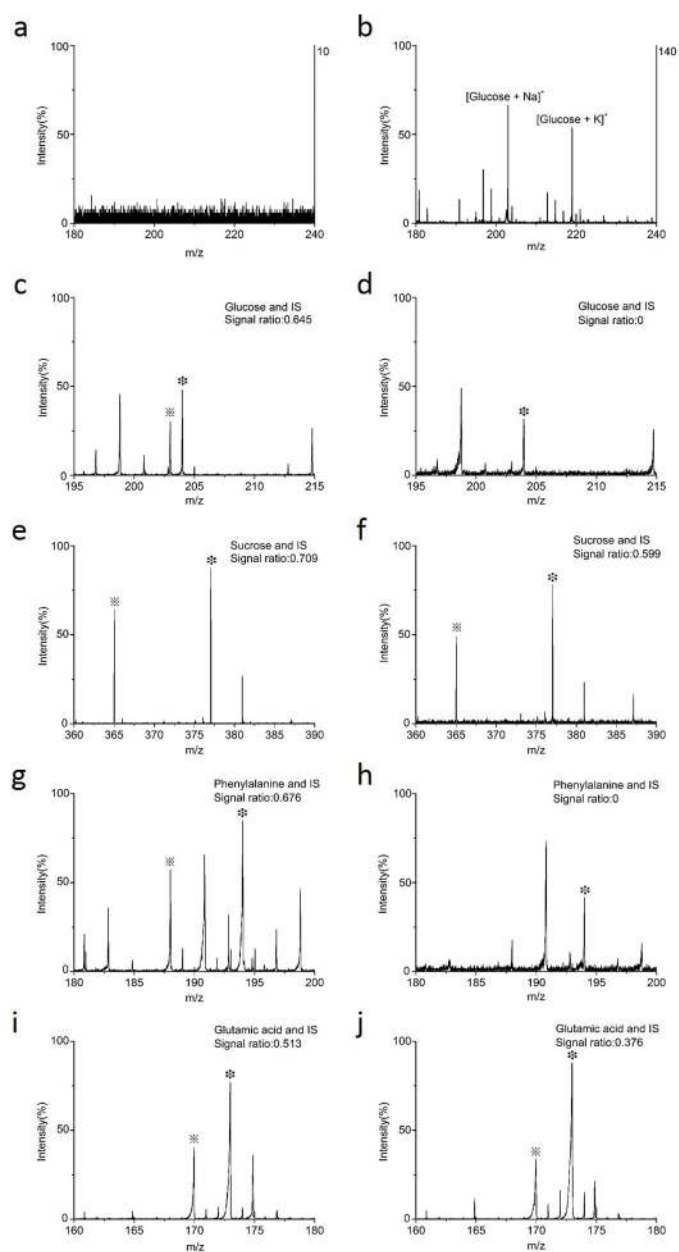 a
b
100
50
0
Intensity(%)
10
180
200
220
240
m/z
100
50
0
Intensity(%)
140
[Glucose + Na]⁺
[Glucose + K]⁺
180
200
220
240
m/z
c
d
100
50
0
Intensity(%)
Glucose and IS
Signal ratio:0.645
※
✽
195
200
205
210
215
m/z
100
50
0
Intensity(%)
Glucose and IS
Signal ratio:0
✽
195
200
205
210
215
m/z
e
f
100
50
0
Intensity(%)
Sucrose and IS
Signal ratio:0.709
※
✽
360
365
370
375
380
385
390
m/z
100
50
0
Intensity(%)
Sucrose and IS
Signal ratio:0.599
※
✽
360
365
370
375
380
385
390
m/z
g
h
100
50
0
Intensity(%)
Phenylalanine and IS
Signal ratio:0.676
※
✽
180
185
190
195
200
m/z
100
50
0
Intensity(%)
Phenylalanine and IS
Signal ratio:0
✽
180
185
190
195
200
m/z
i
j
100
50
0
Intensity(%)
Glutamic acid and IS
Signal ratio:0.513
※
✽
160
165
170
175
180
m/z
100
50
0
Intensity(%)
Glutamic acid and IS
Signal ratio:0.376
※
✽
160
165
170
175
180
m/z